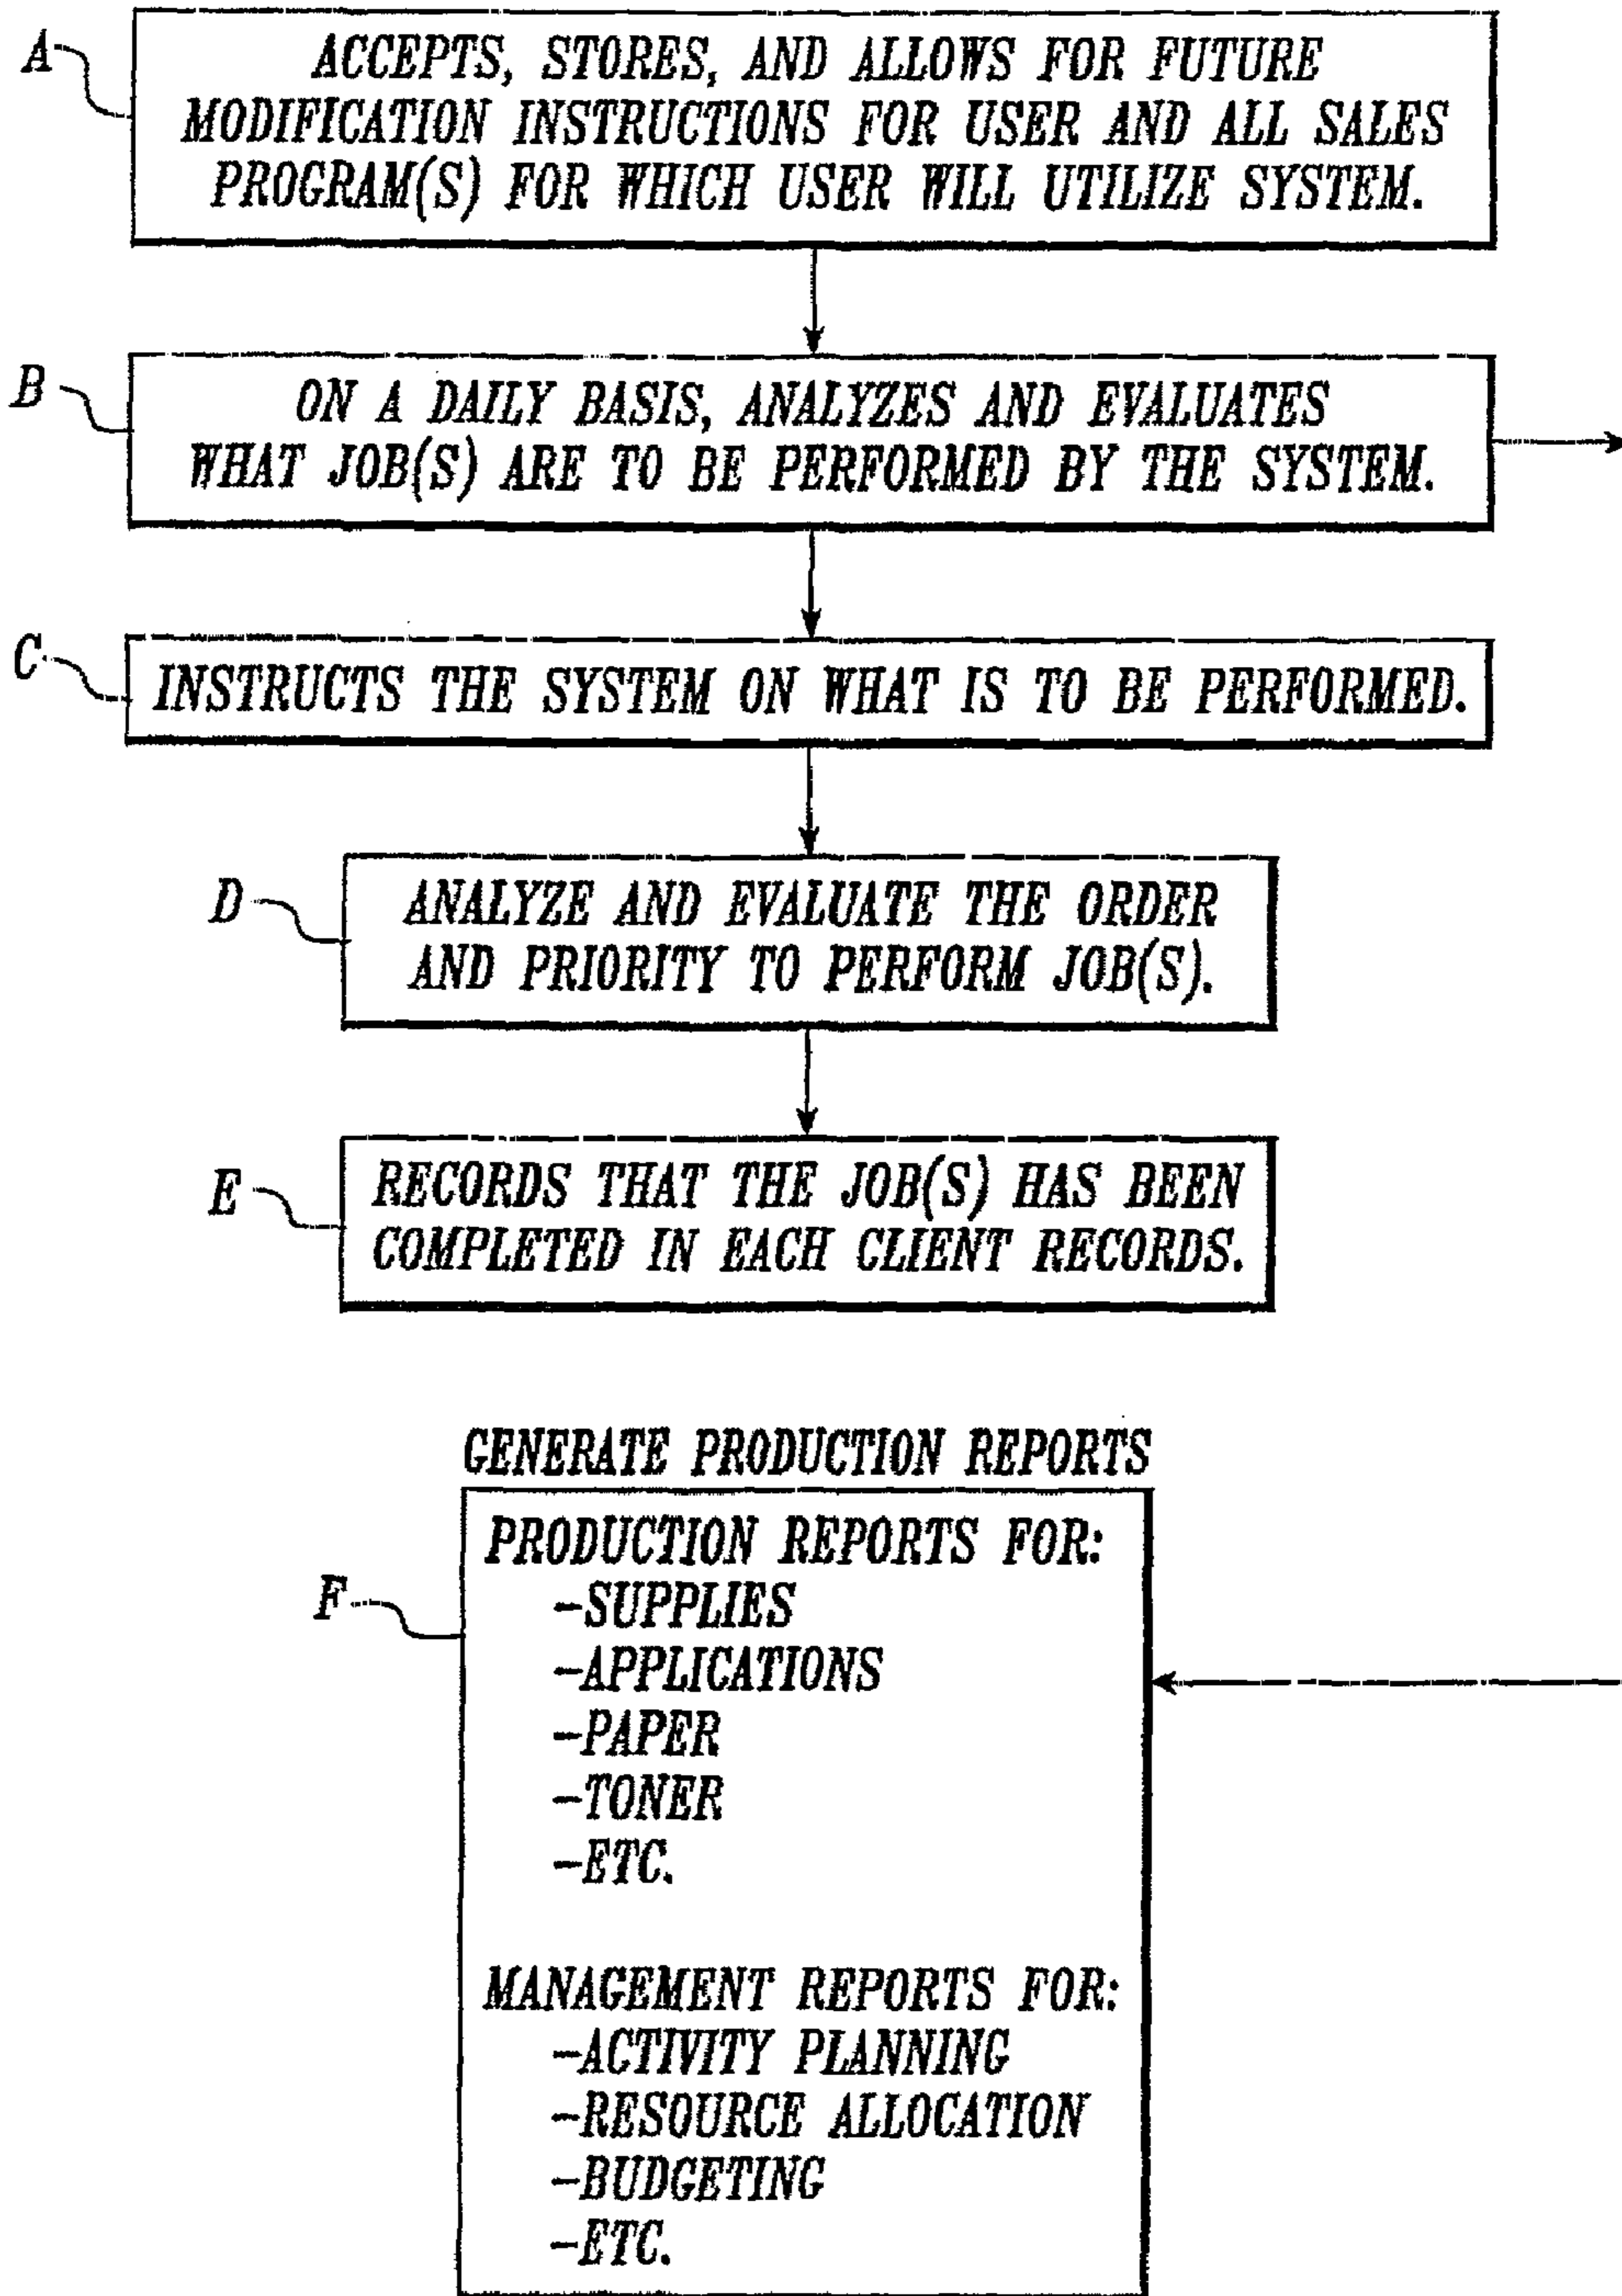 A
ACCEPTS, STORES, AND ALLOWS FOR FUTURE
MODIFICATION INSTRUCTIONS FOR USER AND ALL SALES
PROGRAM(S) FOR WHICH USER WILL UTILIZE SYSTEM.
B
ON A DAILY BASIS, ANALYZES AND EVALUATES
WHAT JOB(S) ARE TO BE PERFORMED BY THE SYSTEM.
C
INSTRUCTS THE SYSTEM ON WHAT IS TO BE PERFORMED.
D
ANALYZE AND EVALUATE THE ORDER
AND PRIORITY TO PERFORM JOB(S).
E
RECORDS THAT THE JOB(S) HAS BEEN
COMPLETED IN EACH CLIENT RECORDS.
GENERATE PRODUCTION REPORTS
F
PRODUCTION REPORTS FOR:
-SUPPLIES
-APPLICATIONS
-PAPER
-TONER
-ETC.
MANAGEMENT REPORTS FOR:
-ACTIVITY PLANNING
-RESOURCE ALLOCATION
-BUDGETING
-ETC.